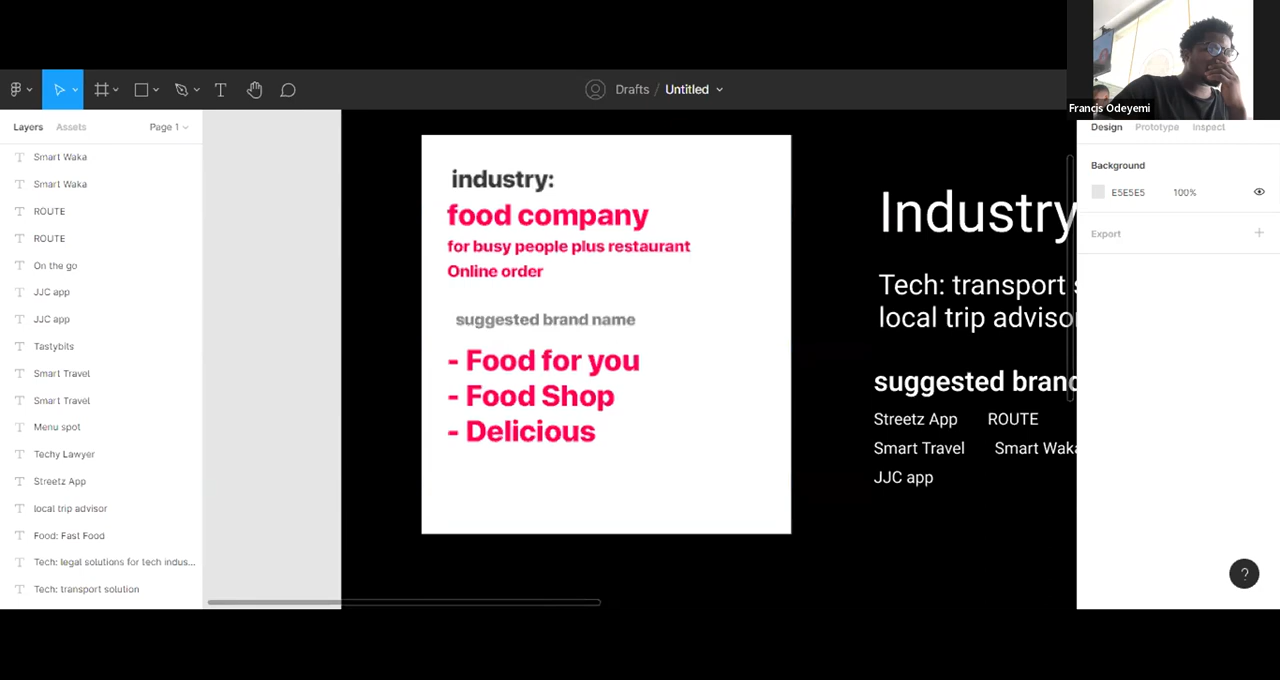 Drafts / Untitled
Francis Odeyemi
Layers Assets Page 1
Smart Waka
Smart Waka
ROUTE
ROUTE
On the go
JJC app
JJC app
Tastybits
Smart Travel
Smart Travel
Menu spot
Techy Lawyer
Streetz App
local trip advisor
Food: Fast Food
Tech: legal solutions for tech indus...
Tech: transport solution
industry:
food company
for busy people plus restaurant
Online order
suggested brand name
- Food for you
- Food Shop
- Delicious
Industry
Tech: transport s
local trip adviso
suggested brand
Streetz App ROUTE
Smart Travel Smart Waka
JJC app
Design Prototype Inspect
Background
E5E5E5 100%
Export
?